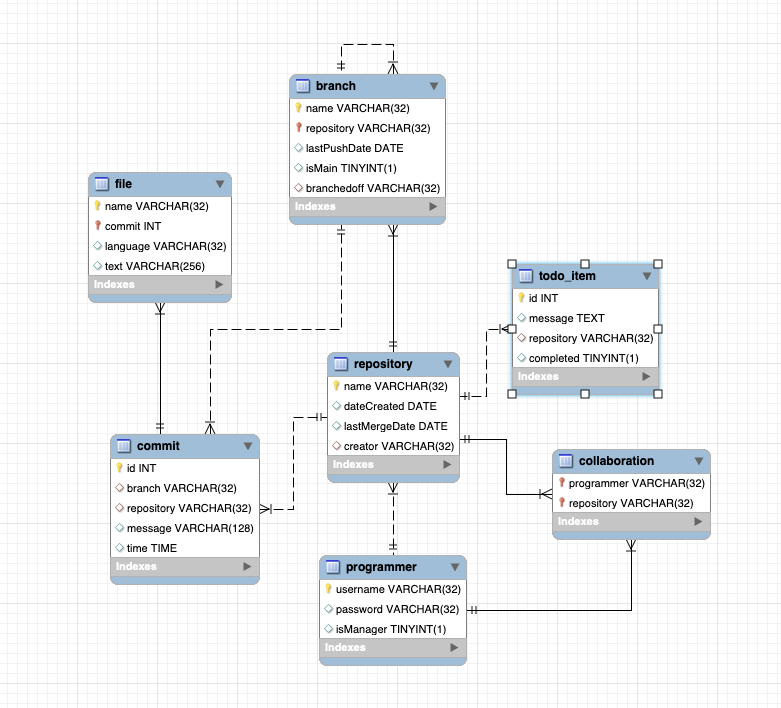 branch
name VARCHAR(32)
repository VARCHAR(32)
lastPushDate DATE
isMain TINYINT(1)
branchedoff VARCHAR(32)
Indexes
file
name VARCHAR(32)
commit INT
language VARCHAR(32)
text VARCHAR(256)
Indexes
todo_item
id INT
message TEXT
repository VARCHAR(32)
completed TINYINT(1)
Indexes
repository
name VARCHAR(32)
dateCreated DATE
lastMergeDate DATE
creator VARCHAR(32)
Indexes
commit
id INT
branch VARCHAR(32)
repository VARCHAR(32)
message VARCHAR(128)
time TIME
Indexes
collaboration
programmer VARCHAR(32)
repository VARCHAR(32)
Indexes
programmer
username VARCHAR(32)
password VARCHAR(32)
isManager TINYINT(1)
Indexes